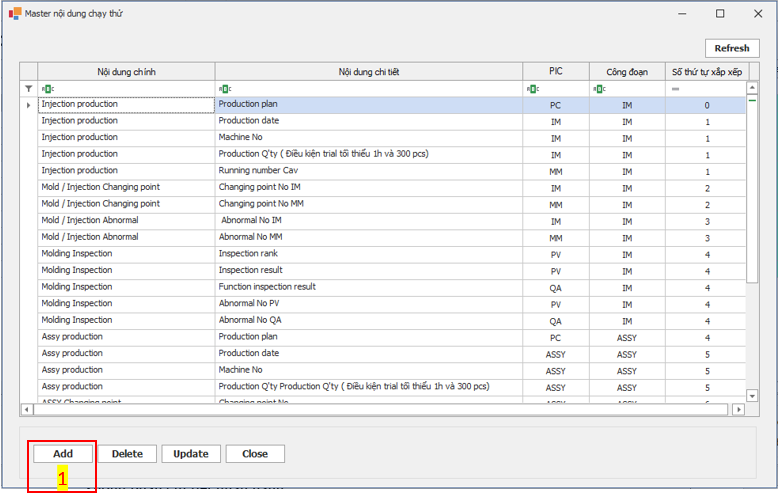 Master nội dung chạy thử
Refresh
Nội dung chính Nội dung chi tiết PIC Công đoạn Số thứ tự xắp xếp
Injection production Production plan PC IM 0
Injection production Production date IM IM 1
Injection production Machine No IM IM 1
Injection production Production Q'ty ( Điều kiện trial tối thiểu 1h và 300 pcs) IM IM 1
Injection production Running number Cav MM IM 1
Mold / Injection Changing point Changing point No IM IM IM 2
Mold / Injection Changing point Changing point No MM MM IM 2
Mold / Injection Abnormal Abnormal No IM IM IM 3
Mold / Injection Abnormal Abnormal No MM MM IM 3
Molding Inspection Inspection rank PV IM 4
Molding Inspection Inspection result PV IM 4
Molding Inspection Function inspection result QA IM 4
Molding Inspection Abnormal No PV PV IM 4
Molding Inspection Abnormal No QA QA IM 4
Assy production Production plan PC ASSY 4
Assy production Production date ASSY ASSY 5
Assy production Machine No ASSY ASSY 5
Assy production Production Q'ty Production Q'ty ( Điều kiện trial tối thiểu 1h và 300 pcs) ASSY ASSY 5
ASSY Changing point Changing point No ASSY ASSY
Add Delete Update Close
1